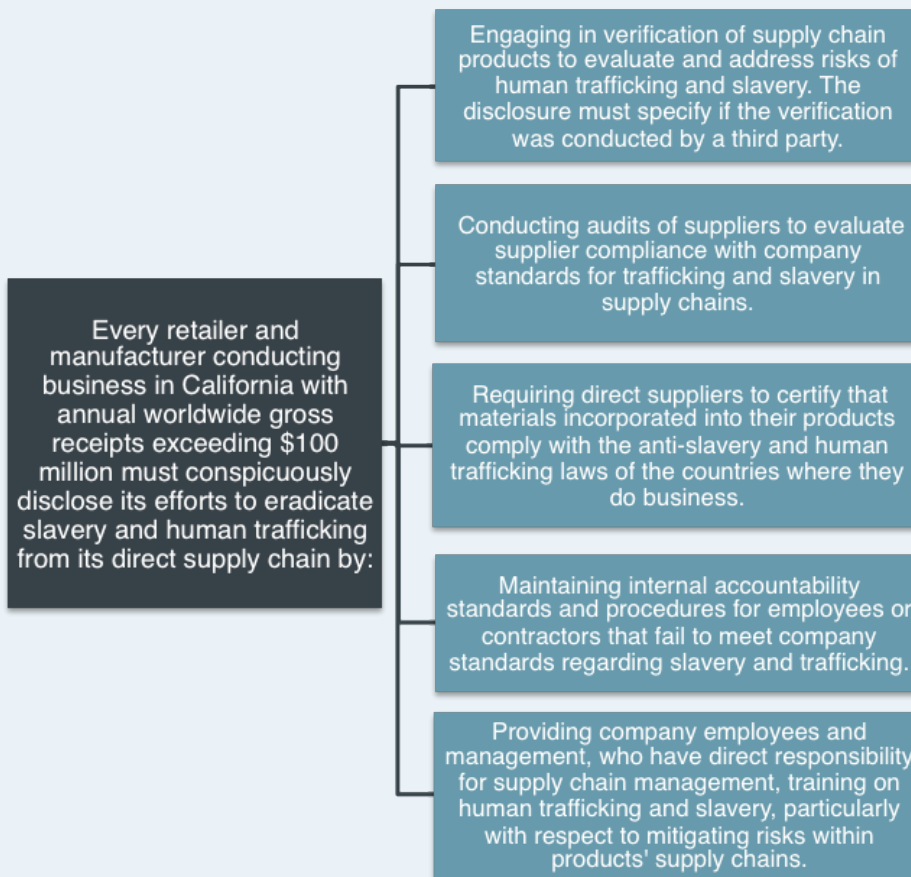 Every retailer and
manufacturer conducting
business in California with
annual worldwide gross
receipts exceeding $100
million must conspicuously
disclose its efforts to eradicate
slavery and human trafficking
from its direct supply chain by:
Engaging in verification of supply chain
products to evaluate and address risks of
human trafficking and slavery. The
disclosure must specify if the verification
was conducted by a third party.
Conducting audits of suppliers to evaluate
supplier compliance with company
standards for trafficking and slavery in
supply chains.
Requiring direct suppliers to certify that
materials incorporated into their products
comply with the anti-slavery and human
trafficking laws of the countries where they
do business.
Maintaining internal accountability
standards and procedures for employees or
contractors that fail to meet company
standards regarding slavery and trafficking.
Providing company employees and
management, who have direct responsibility
for supply chain management, training on
human trafficking and slavery, particularly
with respect to mitigating risks within
products' supply chains.